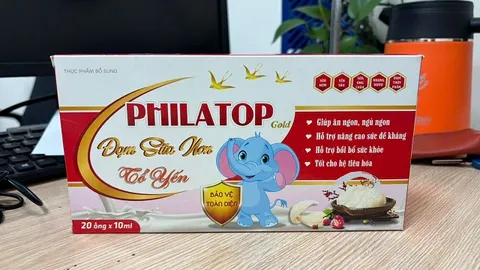 THỰC PHẨM BỔ SUNG
PHILATOP
Gold
Đạm Sữa Non
Tổ Yến
BẢO VỆ
TOÀN DIỆN
20 ống x 10ml
Giúp ăn ngon, ngủ ngon
Hỗ trợ nâng cao sức đề kháng
Hỗ trợ bồi bổ sức khỏe
Tốt cho hệ tiêu hóa